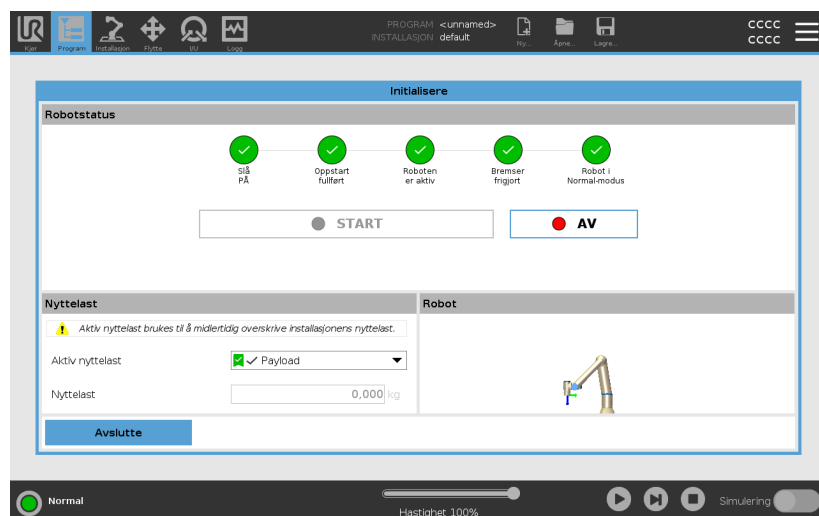 UR
PROGRAM <unnamed>
INSTALLASJON default
CCCC
CCCC
Kjør
Program
Installasjon
Flytte
I/U
Logg
Ny...
Åpne...
Lagre...
Initialisere
Robotstatus
Slå
PÅ
Oppstart
fullført
Roboten
er aktiv
Bremser
frigjort
Robot i
Normal-modus
START
AV
Nyttelast
Robot
Aktiv nyttelast brukes til å midlertidig overskrive installasjonens nyttelast.
Aktiv nyttelast
Payload
Nyttelast
0,000 kg
Avslutte
Normal
Hastighet 100%
Simulering